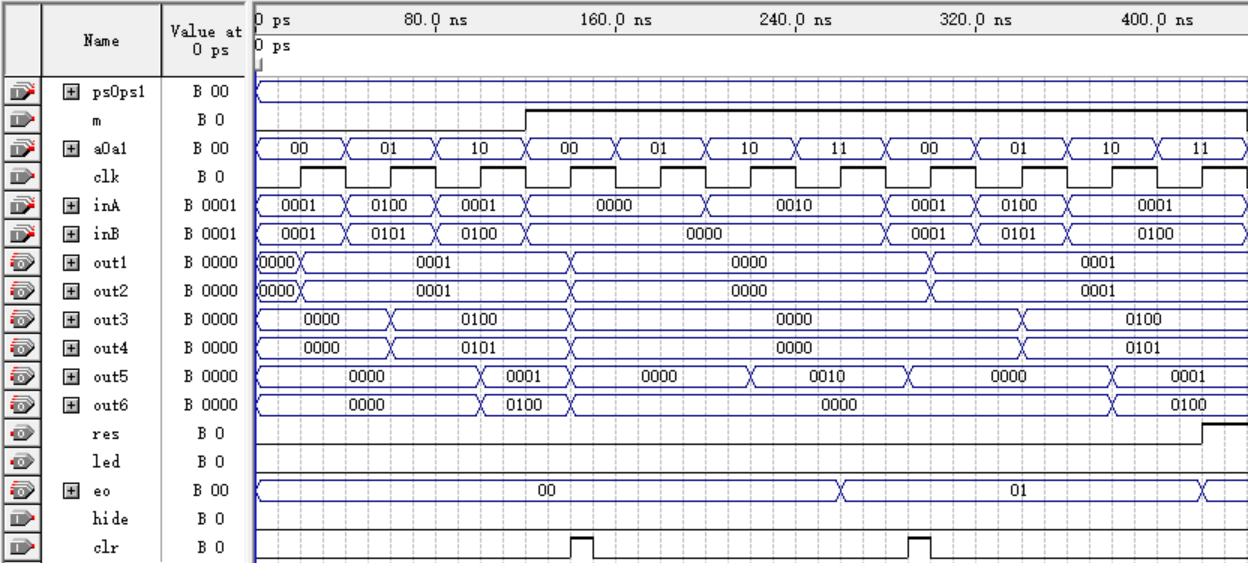 0 ps 80.0 ns 160.0 ns 240.0 ns 320.0 ns 400.0 ns
Name Value at 0 ps 0 ps
ps0ps1 B 00
m B 0
a0a1 B 00 00 01 10 00 01 10 11 00 01 10 11
clk B 0
inA B 0001 0001 0100 0001 0000 0010 0001 0100 0001
inB B 0001 0001 0101 0100 0000 0001 0101 0100
out1 B 0000 0000 0001 0000 0001
out2 B 0000 0000 0001 0000 0001
out3 B 0000 0000 0100 0000 0100
out4 B 0000 0000 0101 0000 0101
out5 B 0000 0000 0001 0000 0010 0000 0001
out6 B 0000 0000 0100 0000 0100
res B 0
led B 0
eo B 00 00 01
hide B 0
clr B 0